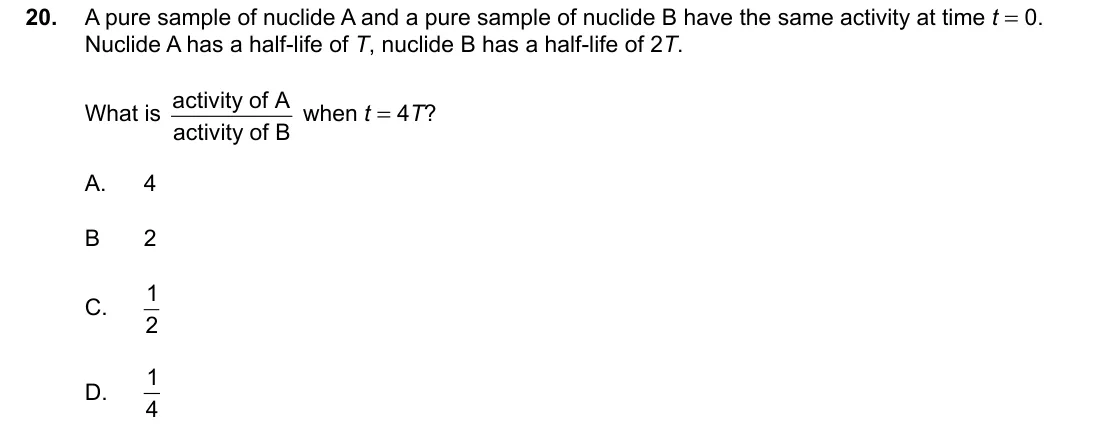 20. A pure sample of nuclide A and a pure sample of nuclide B have the same activity at time t = 0.
Nuclide A has a half-life of T, nuclide B has a half-life of 2T.
What is activity of A / activity of B when t = 4T?
A. 4
B 2
C. 1/2
D. 1/4